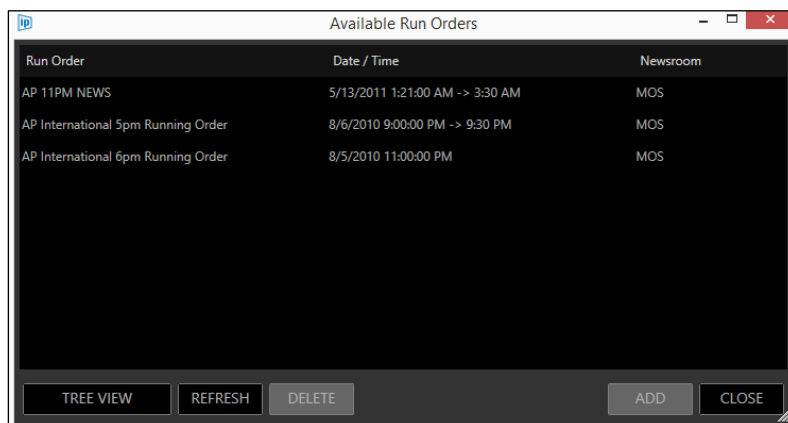 ip Available Run Orders
Run Order Date / Time Newsroom
AP 11PM NEWS 5/13/2011 1:21:00 AM -> 3:30 AM MOS
AP International 5pm Running Order 8/6/2010 9:00:00 PM -> 9:30 PM MOS
AP International 6pm Running Order 8/5/2010 11:00:00 PM MOS
TREE VIEW REFRESH DELETE ADD CLOSE